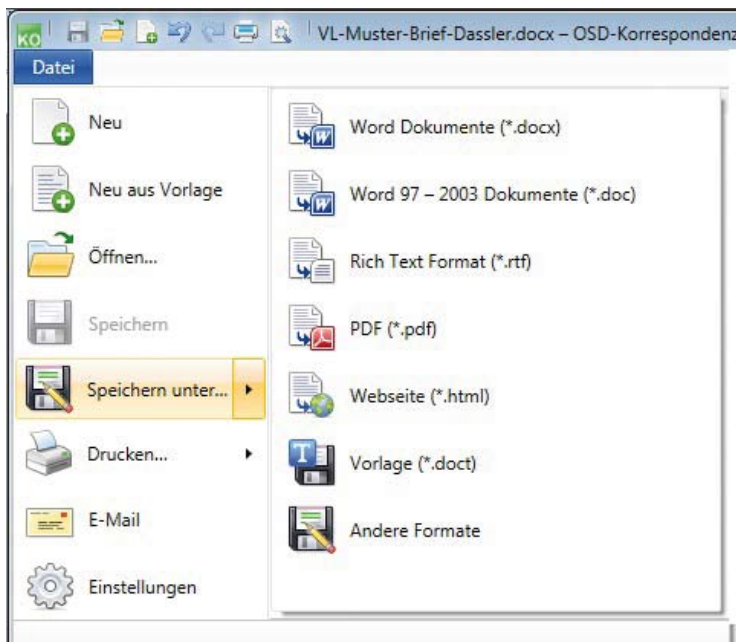 KO
VL-Muster-Brief-Dassler.docx – OSD-Korrespondenz
Datei
Neu
Neu aus Vorlage
Öffnen...
Speichern
Speichern unter...
Drucken...
E-Mail
Einstellungen
Word Dokumente (*.docx)
Word 97 – 2003 Dokumente (*.doc)
Rich Text Format (*.rtf)
PDF (*.pdf)
Webseite (*.html)
Vorlage (*.doct)
Andere Formate